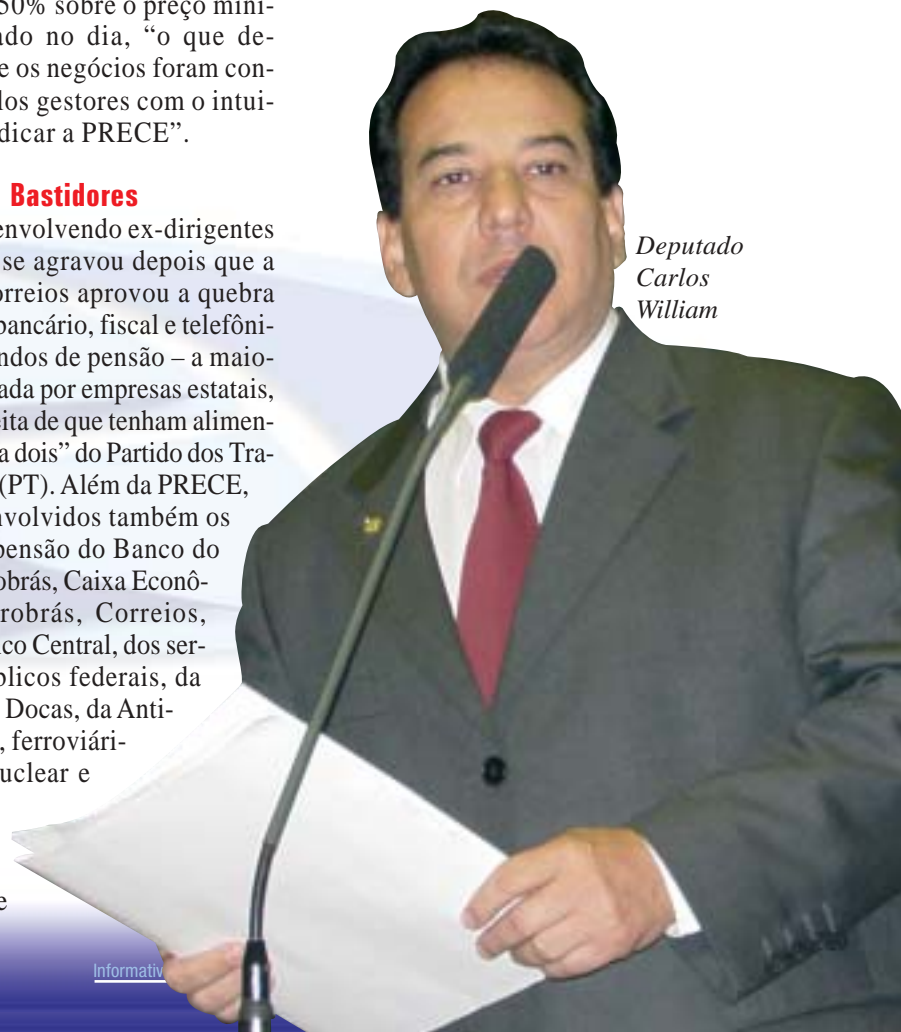 50% sobre o preço míni-
ado no dia, “o que de-
e os negócios foram con-
los gestores com o intui-
dicar a PRECE”.
Bastidores
envolvendo ex-dirigentes
se agravou depois que a
orreios aprovou a quebra
bancário, fiscal e telefôni-
ndos de pensão – a maio-
ada por empresas estatais,
eita de que tenham alimen-
a dois” do Partido dos Tra-
(PT). Além da PRECE,
nvolvidos também os
pensão do Banco do
obrás, Caixa Econô-
robrás, Correios,
co Central, dos ser-
blicos federais, da
Docas, da Anti-
, ferroviári-
uclear e
e
Deputado
Carlos
William
Informativ